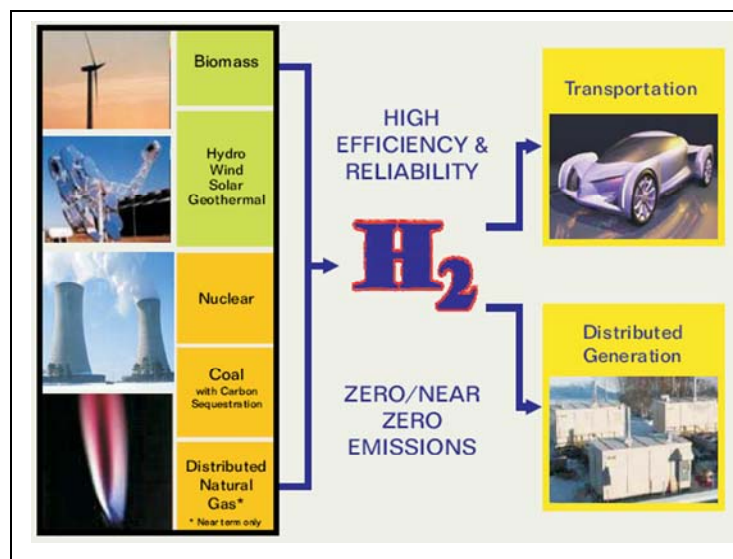 Biomass
Hydro
Wind
Solar
Geothermal
Nuclear
Coal
with Carbon
Sequestration
Distributed
Natural
Gas*
* Near term only
HIGH
EFFICIENCY &
RELIABILITY
H2
ZERO/NEAR
ZERO
EMISSIONS
Transportation
Distributed
Generation